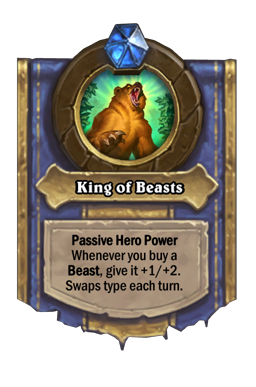 King of Beasts
Passive Hero Power
Whenever you buy a
Beast, give it +1/+2.
Swaps type each turn.